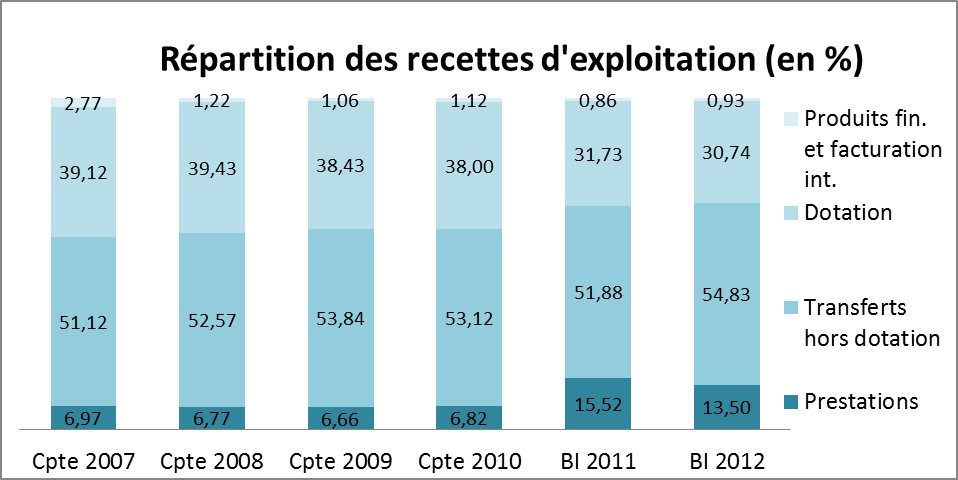 Répartition des recettes d'exploitation (en %)
2,77 1,22 1,06 1,12 0,86 0,93
39,12 39,43 38,43 38,00 31,73 30,74
51,12 52,57 53,84 53,12 51,88 54,83
6,97 6,77 6,66 6,82 15,52 13,50
Cpte 2007 Cpte 2008 Cpte 2009 Cpte 2010 BI 2011 BI 2012
Produits fin.
et facturation
int.
Dotation
Transferts
hors dotation
Prestations